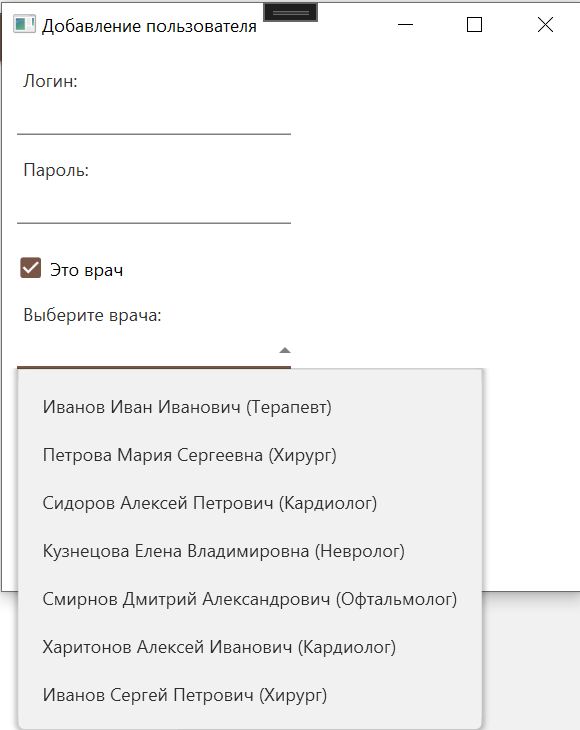 Добавление пользователя
Логин:
Пароль:
Это врач
Выберите врача:
Иванов Иван Иванович (Терапевт)
Петрова Мария Сергеевна (Хирург)
Сидоров Алексей Петрович (Кардиолог)
Кузнецова Елена Владимировна (Невролог)
Смирнов Дмитрий Александрович (Офтальмолог)
Харитонов Алексей Иванович (Кардиолог)
Иванов Сергей Петрович (Хирург)